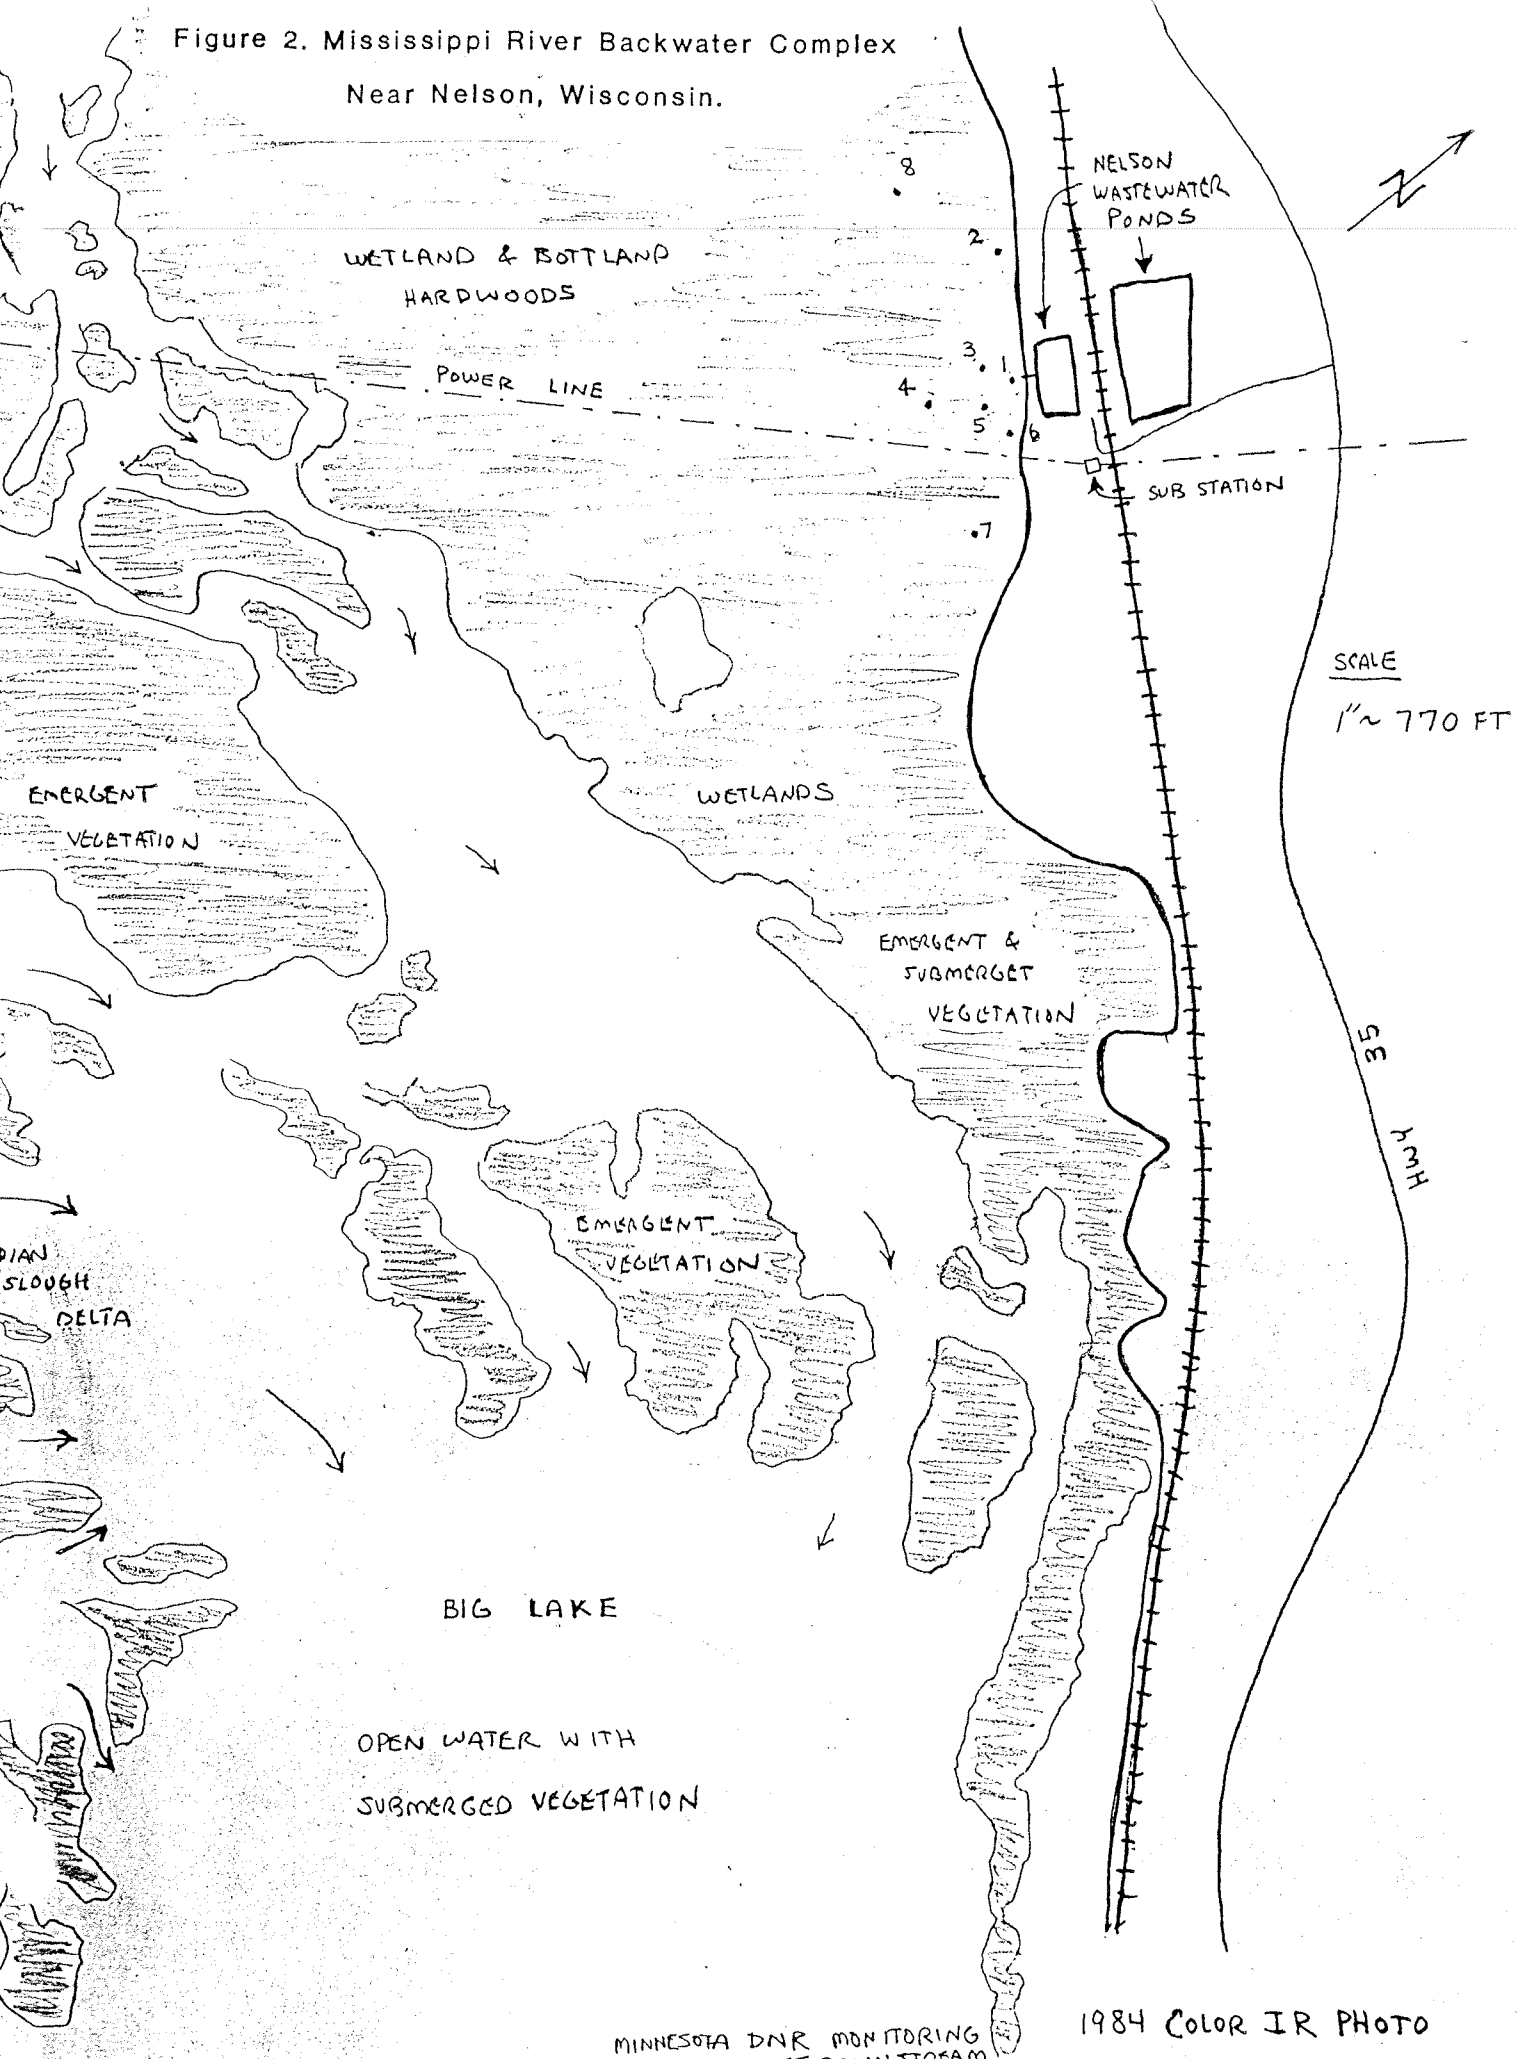 Figure 2. Mississippi River Backwater Complex
Near Nelson, Wisconsin.
8
NELSON
WASTEWATER
PONDS
N
2
WETLAND & BOTTLAND
HARDWOODS
3
1
4
POWER LINE
5
6
SUB STATION
7
SCALE
1" ~ 770 FT
EMERGENT
VEGETATION
WETLANDS
EMERGENT &
SUBMERGET
VEGETATION
35
HWY
EMERGENT
VEGETATION
DIAN
SLOUGH
DELTA
BIG LAKE
OPEN WATER WITH
SUBMERGED VEGETATION
1984 COLOR IR PHOTO
MINNESOTA DNR MONITORING